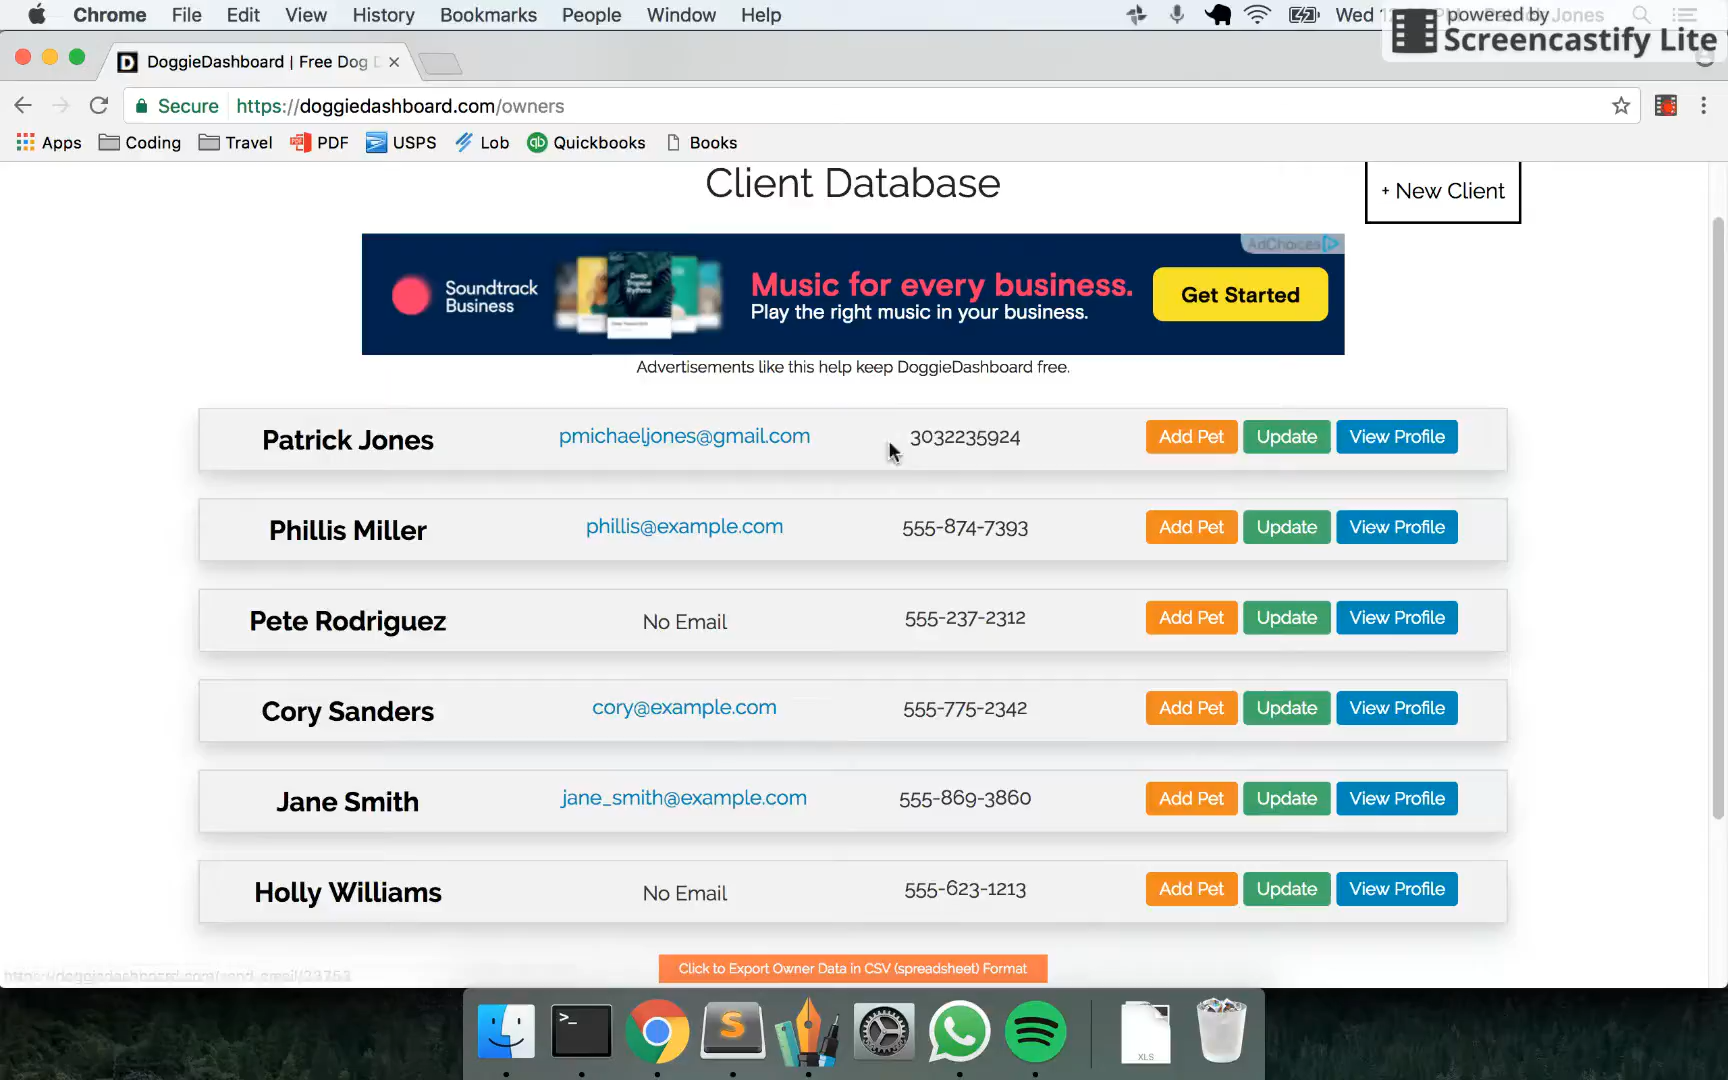 Chrome File Edit View History Bookmarks People Window Help Wed Jones
powered by
Screencastify Lite
DoggieDashboard | Free Dog
Secure https://doggiedashboard.com/owners
Apps Coding Travel PDF USPS Lob Quickbooks Books
Client Database
+ New Client
AdChoices
Soundtrack
Business
Deep
Tropical
Rhythms
Music for every business.
Play the right music in your business.
Get Started
Advertisements like this help keep DoggieDashboard free.
Patrick Jones pmichaeljones@gmail.com 3032235924 Add Pet Update View Profile
Phillis Miller phillis@example.com 555-874-7393 Add Pet Update View Profile
Pete Rodriguez No Email 555-237-2312 Add Pet Update View Profile
Cory Sanders cory@example.com 555-775-2342 Add Pet Update View Profile
Jane Smith jane_smith@example.com 555-869-3860 Add Pet Update View Profile
Holly Williams No Email 555-623-1213 Add Pet Update View Profile
Click to Export Owner Data in CSV (spreadsheet) Format
XLS